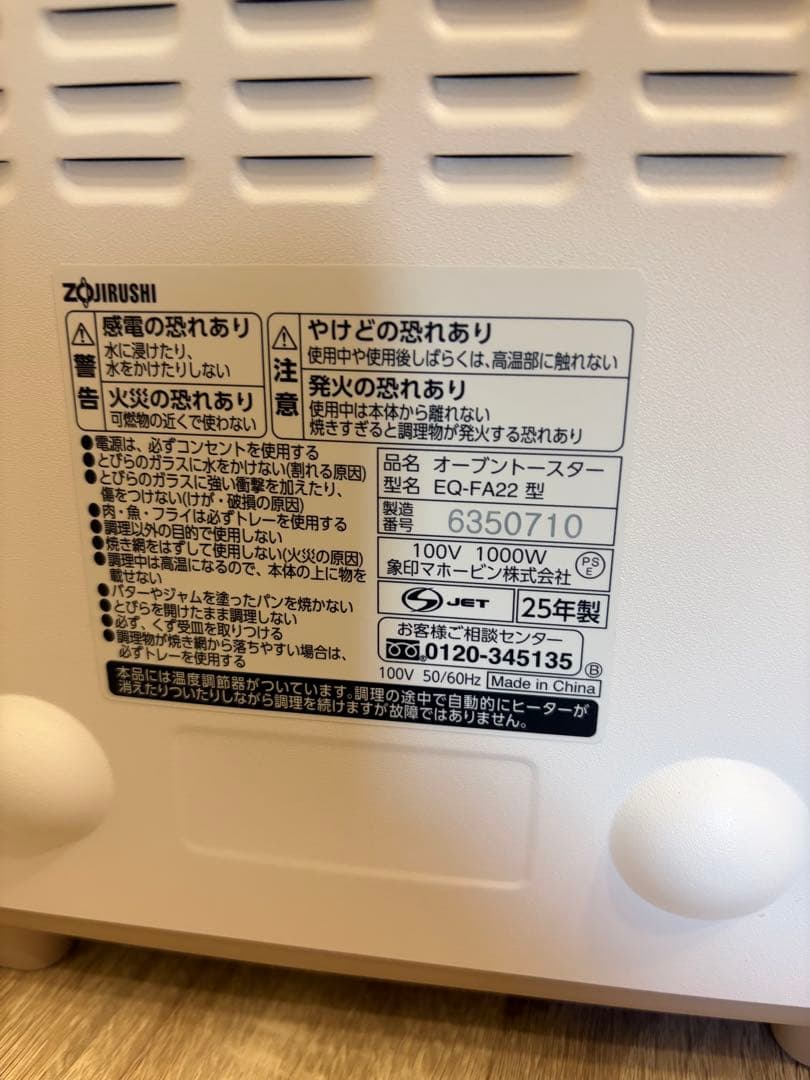 ZOJIRUSHI
警告
感電の恐れあり
水に浸けたり、
水をかけたりしない
火災の恐れあり
可燃物の近くで使わない
注意
やけどの恐れあり
使用中や使用後しばらくは、高温部に触れない
発火の恐れあり
使用中は本体から離れない
焼きすぎると調理物が発火する恐れあり
●電源は、必ずコンセントを使用する
●とびらのガラスに水をかけない(割れる原因)
●とびらのガラスに強い衝撃を加えたり、
傷をつけない(けが・破損の原因)
●肉・魚・フライは必ずトレーを使用する
●調理以外の目的で使用しない
●焼き網をはずして使用しない(火災の原因)
●調理中は高温になるので、本体の上に物を
載せない
●バターやジャムを塗ったパンを焼かない
●とびらを開けたまま調理しない
●必ず、くず受皿を取りつける
●調理物が焼き網から落ちやすい場合は、
必ずトレーを使用する
品名 オーブントースター
型名 EQ-FA22 型
製造番号 6350710
100V 1000W
象印マホービン株式会社
PSE
JET
25年製
お客様ご相談センター
0120-345135
100V 50/60Hz
Made in China
Ⓑ
本品には温度調節器がついています。調理の途中で自動的にヒーターが
消えたりついたりしながら調理を続けますが故障ではありません。